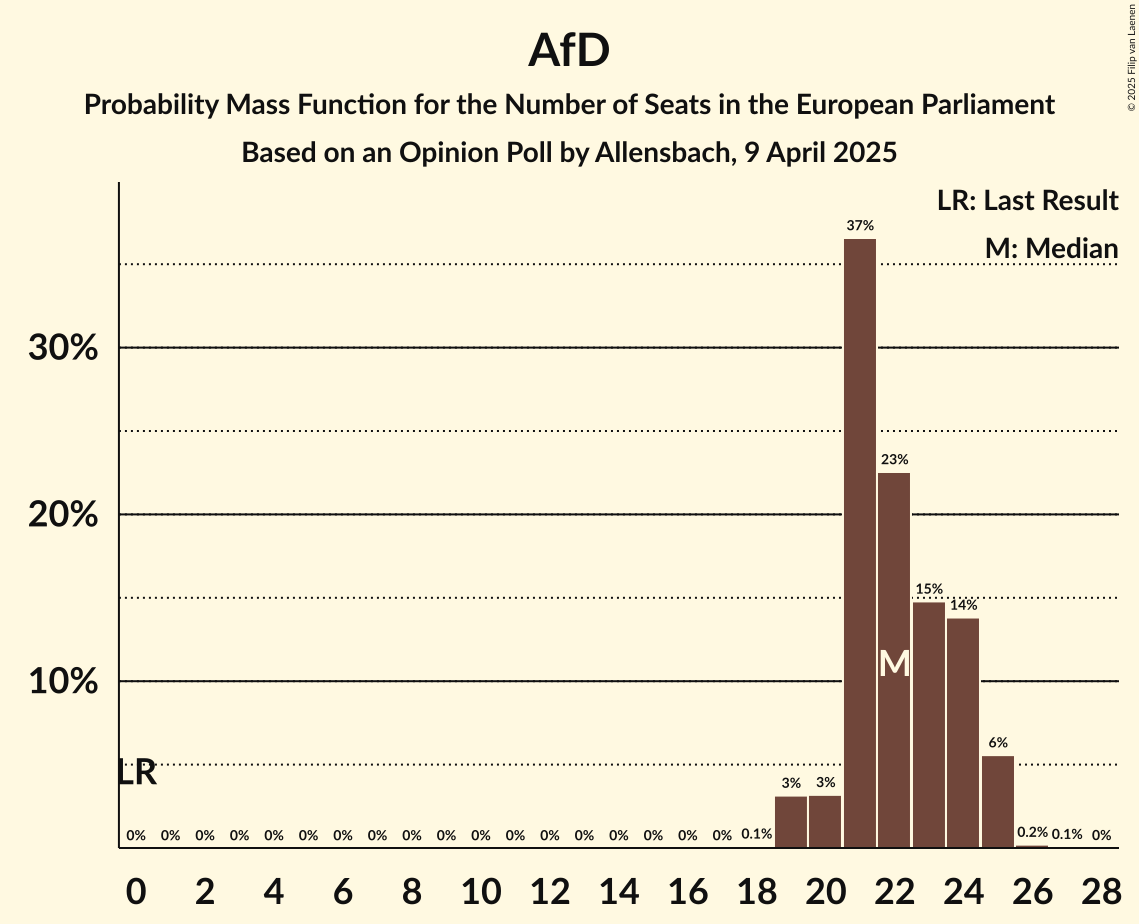 AfD
Probability Mass Function for the Number of Seats in the European Parliament
Based on an Opinion Poll by Allensbach, 9 April 2025
© 2025 Filip van Laenen
LR: Last Result
M: Median
37%
30%
23%
20%
15%
14%
M
10%
6%
LR
3% 3%
0% 0% 0% 0% 0% 0% 0% 0% 0% 0% 0% 0% 0% 0% 0% 0% 0% 0% 0.1% 0.2% 0.1% 0%
0 2 4 6 8 10 12 14 16 18 20 22 24 26 28